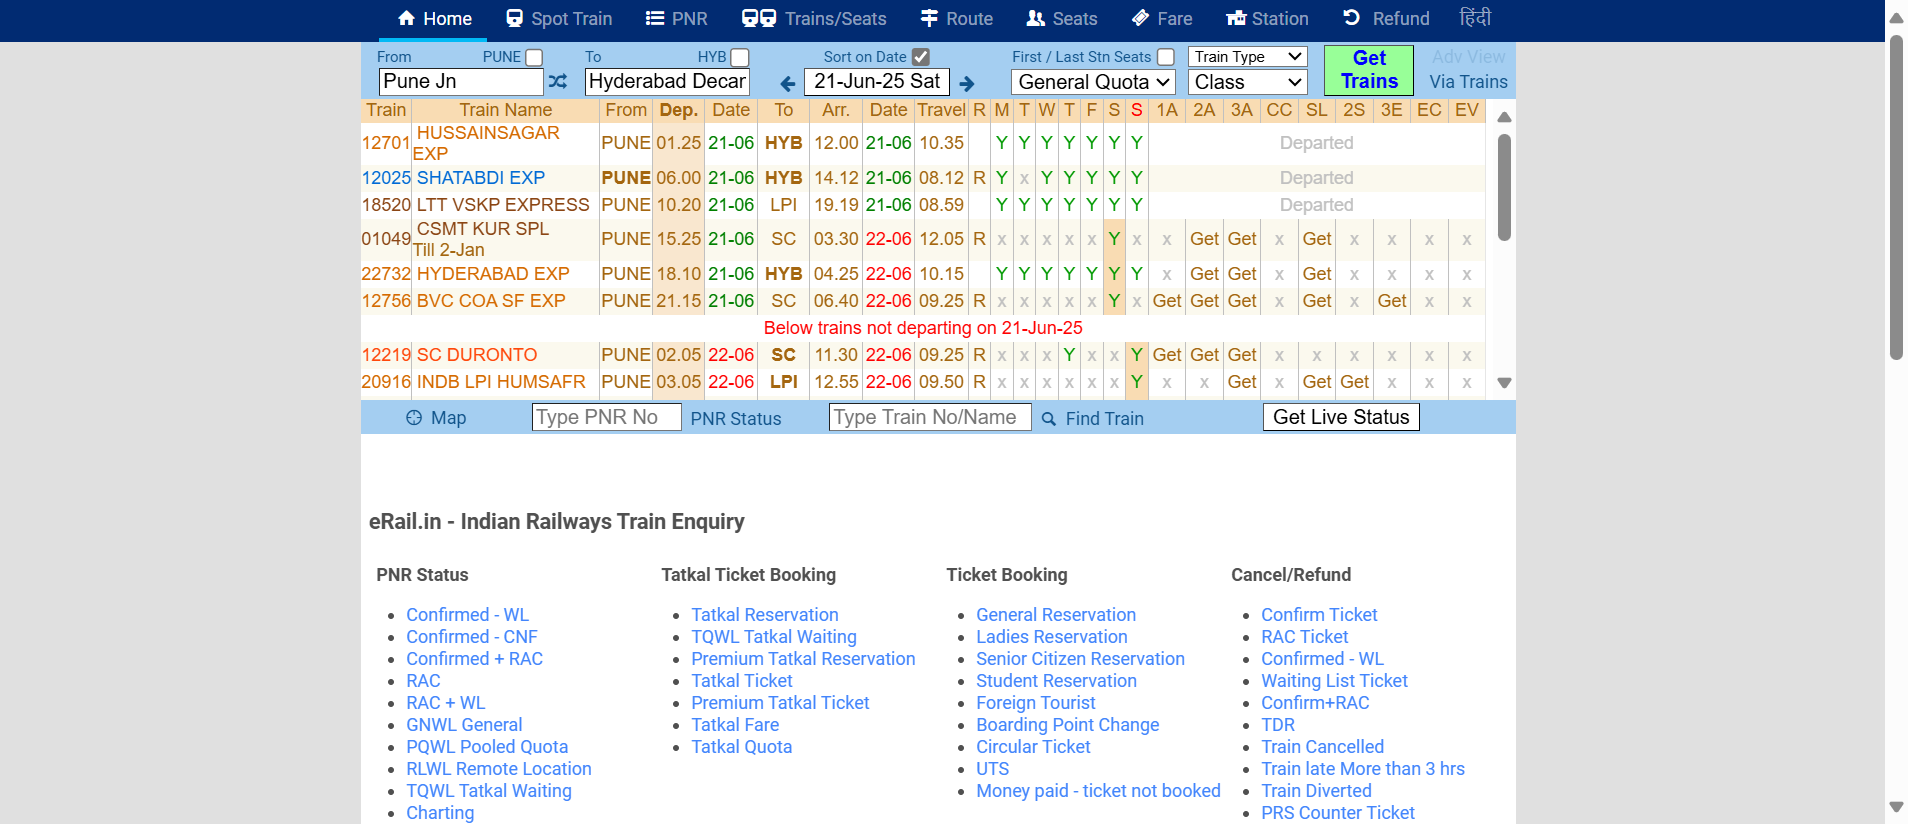 Home Spot Train PNR Trains/Seats Route Seats Fare Station Refund हिंदी
From PUNE To HYB Sort on Date First / Last Stn Seats Train Type Get Trains Adv View
Pune Jn Hyderabad Decan 21-Jun-25 Sat General Quota Class Via Trains
Train Train Name From Dep. Date To Arr. Date Travel R M T W T F S S 1A 2A 3A CC SL 2S 3E EC EV
12701 HUSSAINSAGAR EXP PUNE 01.25 21-06 HYB 12.00 21-06 10.35 Y Y Y Y Y Y Y Departed
12025 SHATABDI EXP PUNE 06.00 21-06 HYB 14.12 21-06 08.12 R Y x Y Y Y Y Y Departed
18520 LTT VSKP EXPRESS PUNE 10.20 21-06 LPI 19.19 21-06 08.59 Y Y Y Y Y Y Y Departed
01049 CSMT KUR SPL Till 2-Jan PUNE 15.25 21-06 SC 03.30 22-06 12.05 R x x x x x Y x x Get Get x Get x x x x
22732 HYDERABAD EXP PUNE 18.10 21-06 HYB 04.25 22-06 10.15 Y Y Y Y Y Y Y x Get Get x Get x x x x
12756 BVC COA SF EXP PUNE 21.15 21-06 SC 06.40 22-06 09.25 R x x x x x Y x Get Get Get x Get x Get x x
Below trains not departing on 21-Jun-25
12219 SC DURONTO PUNE 02.05 22-06 SC 11.30 22-06 09.25 R x x x Y x x Y Get Get Get x x x x x x
20916 INDB LPI HUMSAFR PUNE 03.05 22-06 LPI 12.55 22-06 09.50 R x x x x x x Y x x Get x Get Get x x x
Map Type PNR No PNR Status Type Train No/Name Find Train Get Live Status
eRail.in - Indian Railways Train Enquiry
PNR Status
Confirmed - WL
Confirmed - CNF
Confirmed + RAC
RAC
RAC + WL
GNWL General
PQWL Pooled Quota
RLWL Remote Location
TQWL Tatkal Waiting
Charting
Tatkal Ticket Booking
Tatkal Reservation
TQWL Tatkal Waiting
Premium Tatkal Reservation
Tatkal Ticket
Premium Tatkal Ticket
Tatkal Fare
Tatkal Quota
Ticket Booking
General Reservation
Ladies Reservation
Senior Citizen Reservation
Student Reservation
Foreign Tourist
Boarding Point Change
Circular Ticket
UTS
Money paid - ticket not booked
Cancel/Refund
Confirm Ticket
RAC Ticket
Confirmed - WL
Waiting List Ticket
Confirm+RAC
TDR
Train Cancelled
Train late More than 3 hrs
Train Diverted
PRS Counter Ticket